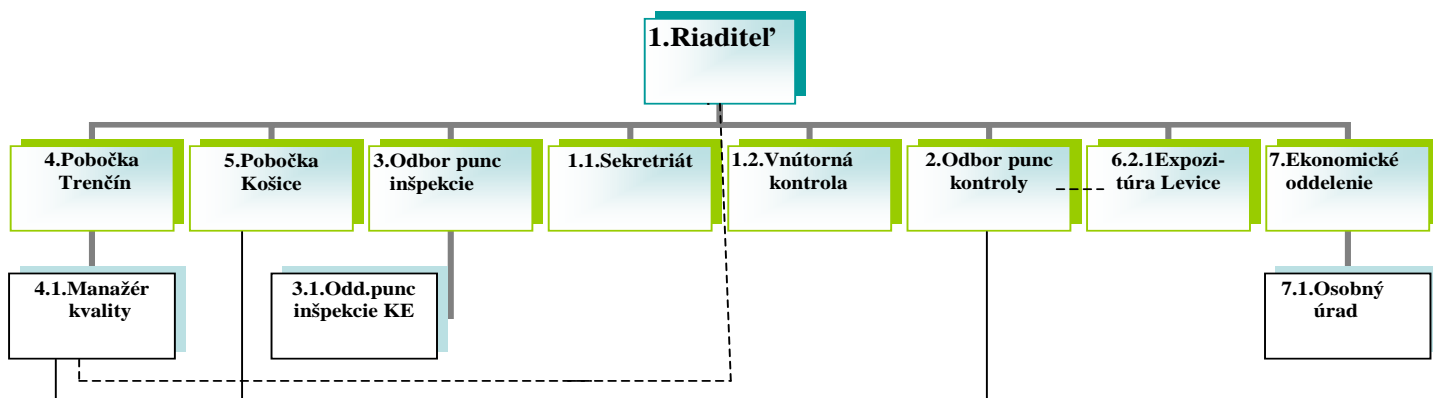 1.Riaditeľ
4.Pobočka
Trenčín
5.Pobočka
Košice
3.Odbor punc
inšpekcie
1.1.Sekretriát
1.2.Vnútorná
kontrola
2.Odbor punc
kontroly
6.2.1Expozi-
túra Levice
7.Ekonomické
oddelenie
4.1.Manažér
kvality
3.1.Odd.punc
inšpekcie KE
7.1.Osobný
úrad